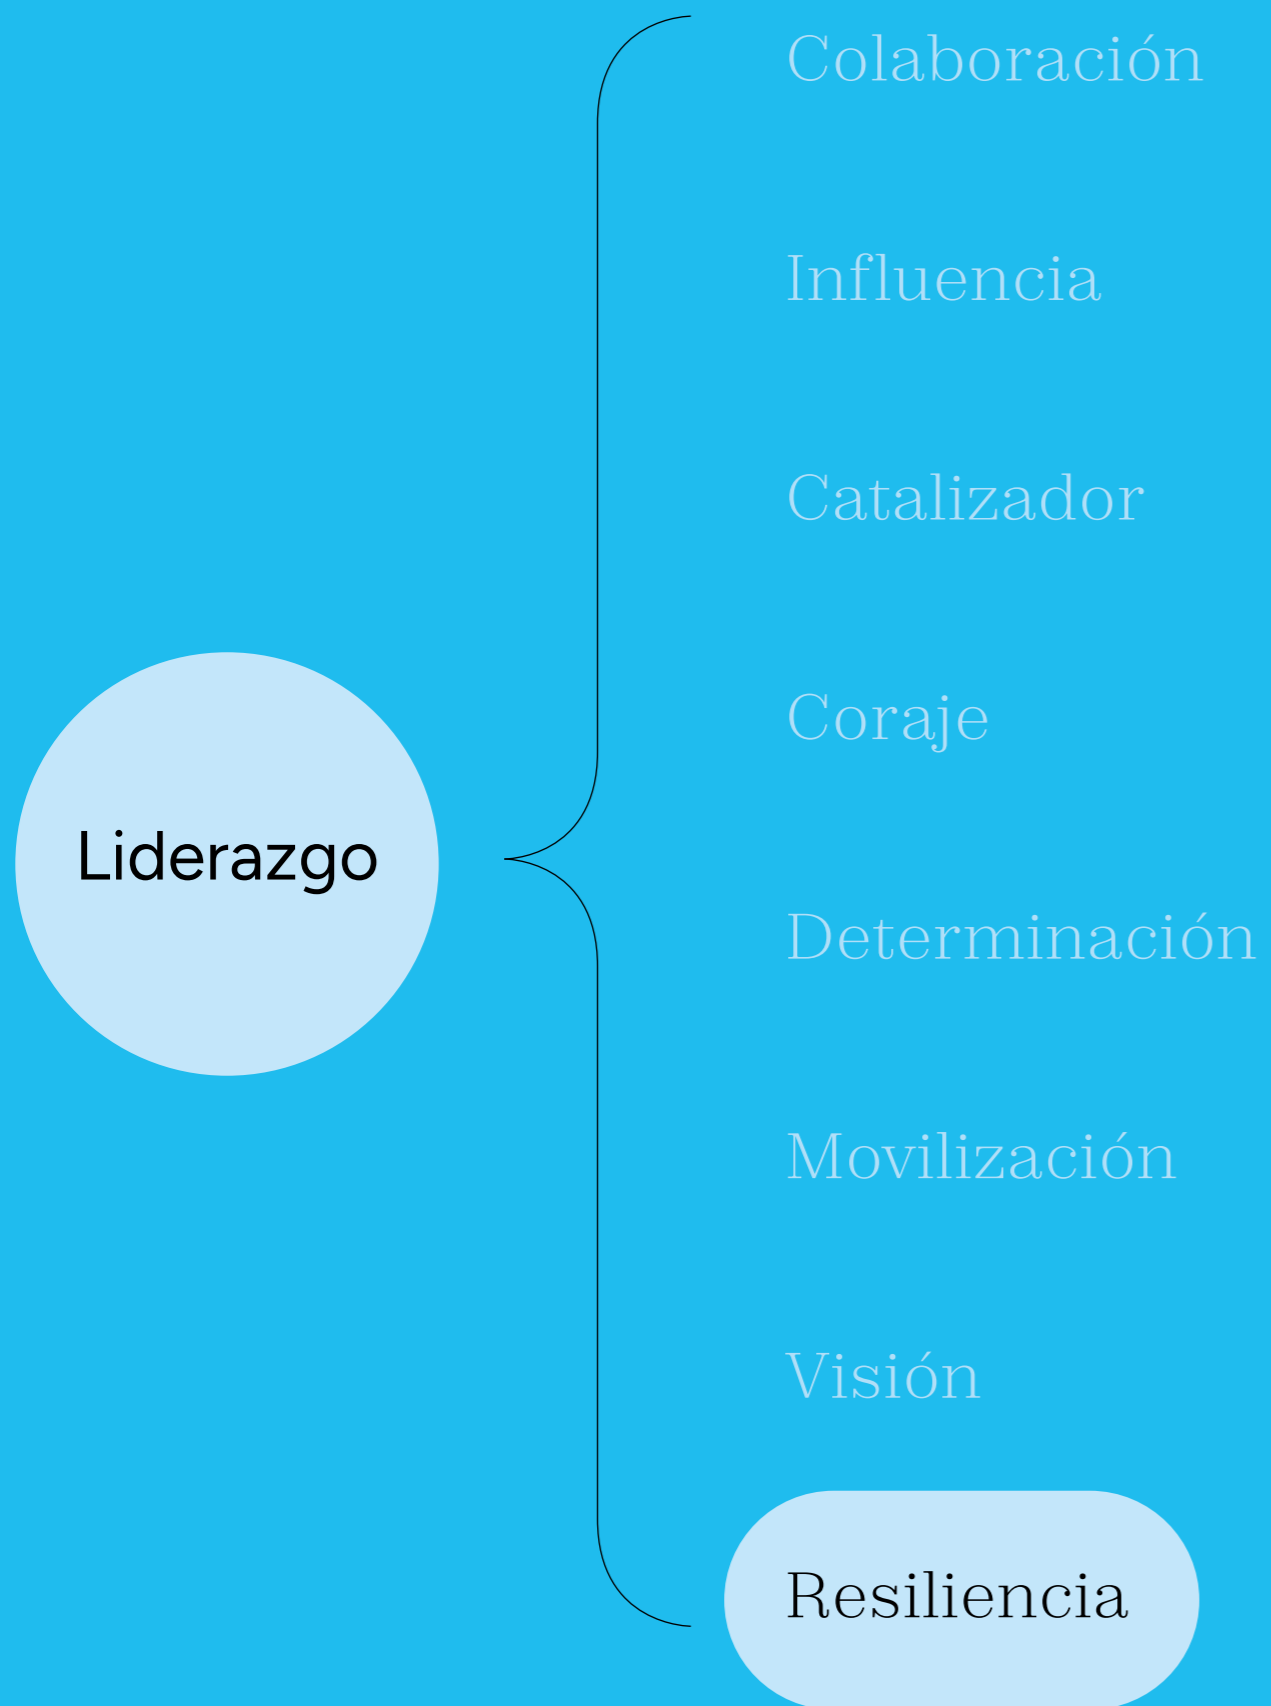 Liderazgo
Colaboración
Influencia
Catalizador
Coraje
Determinación
Movilización
Visión
Resiliencia